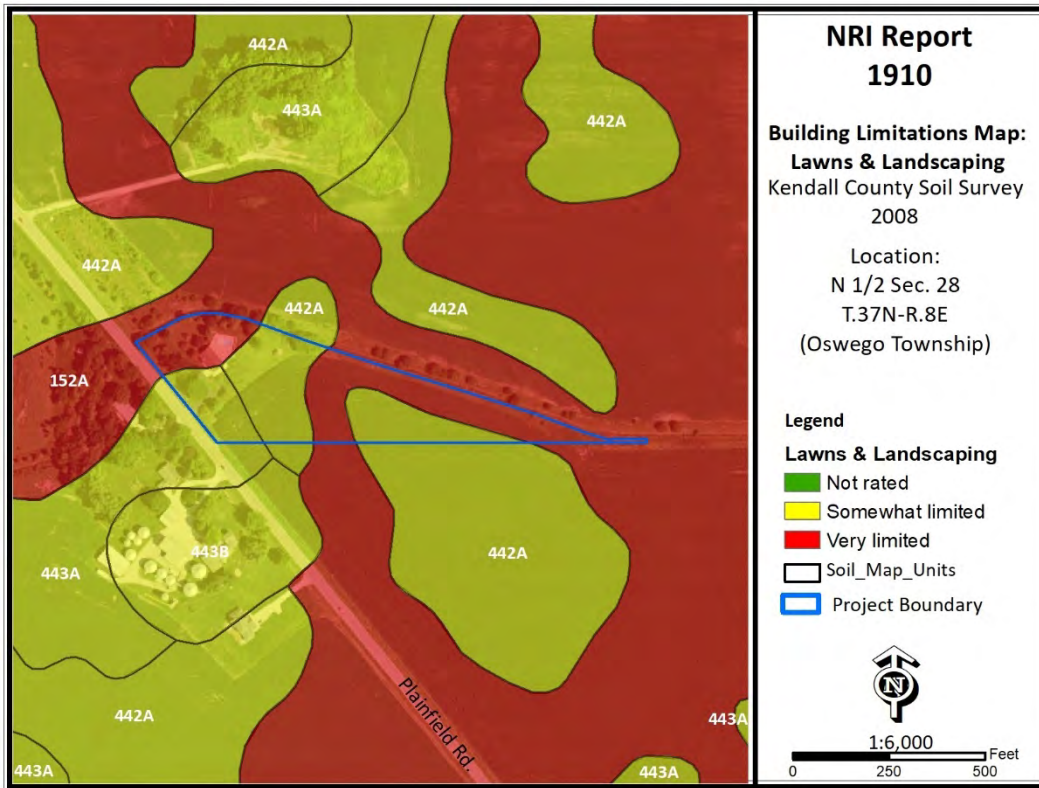 442A
443A
442A
442A
442A
442A
152A
443B
442A
443A
442A
443A
443A
443A
Plainfield Rd.
NRI Report
1910
Building Limitations Map:
Lawns & Landscaping
Kendall County Soil Survey
2008
Location:
N 1/2 Sec. 28
T.37N-R.8E
(Oswego Township)
Legend
Lawns & Landscaping
Not rated
Somewhat limited
Very limited
Soil_Map_Units
Project Boundary
N
1:6,000
Feet
0 250 500